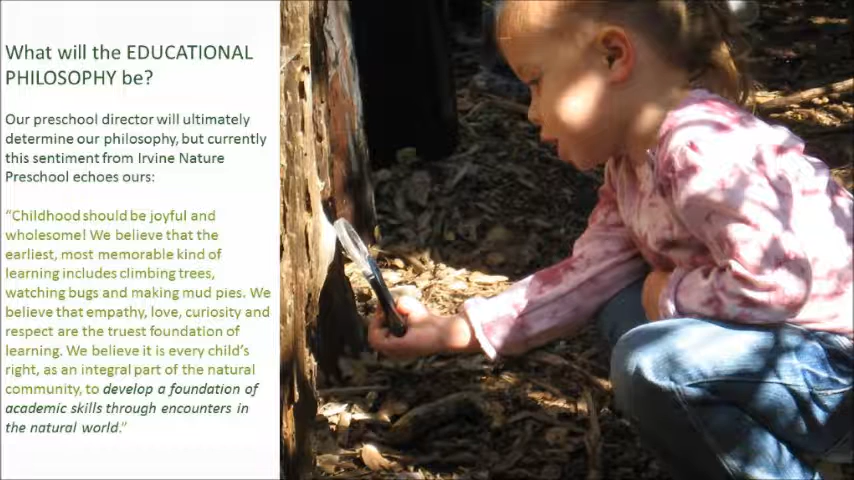 What will the EDUCATIONAL
PHILOSOPHY be?
Our preschool director will ultimately
determine our philosophy, but currently
this sentiment from Irvine Nature
Preschool echoes ours:
“Childhood should be joyful and
wholesome! We believe that the
earliest, most memorable kind of
learning includes climbing trees,
watching bugs and making mud pies. We
believe that empathy, love, curiosity and
respect are the truest foundation of
learning. We believe it is every child’s
right, as an integral part of the natural
community, to develop a foundation of
academic skills through encounters in
the natural world.”